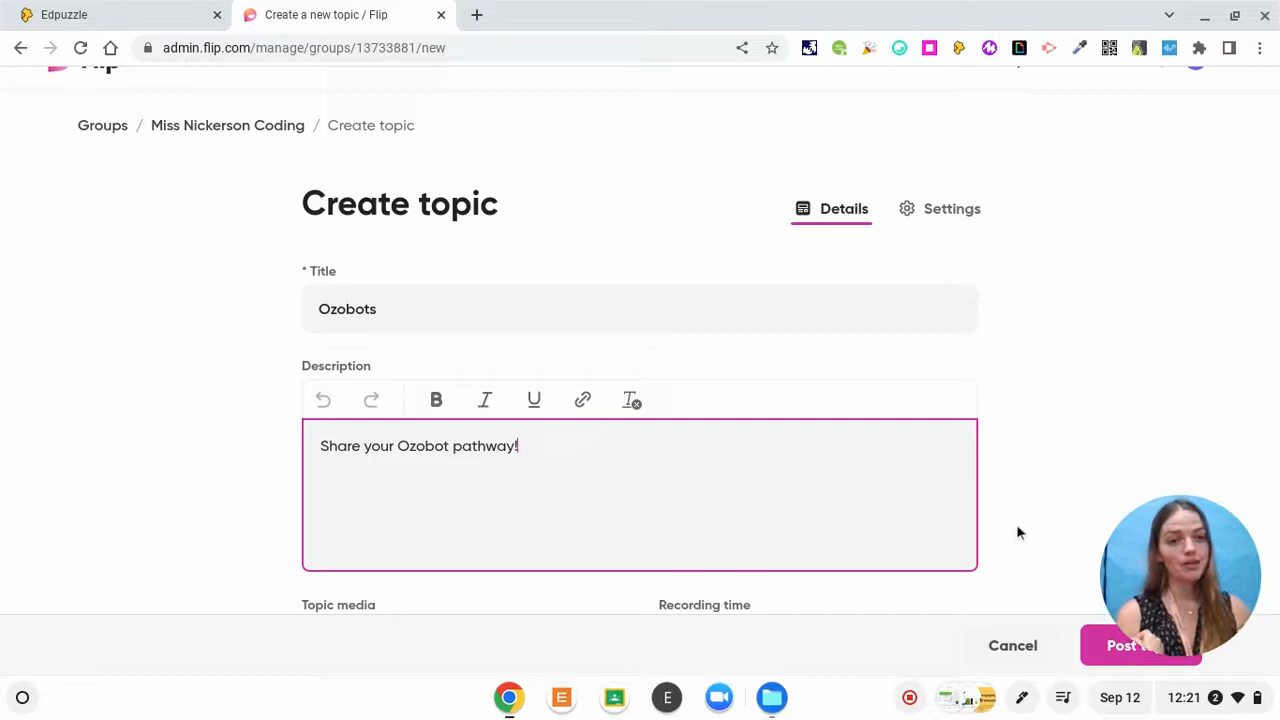 Edpuzzle
Create a new topic / Flip
admin.flip.com/manage/groups/13733881/new
Groups / Miss Nickerson Coding / Create topic
Create topic
Details
Settings
* Title
Ozobots
Description
B I U
Share your Ozobot pathway!
Topic media
Recording time
Cancel
Post
Sep 12
12:21
2